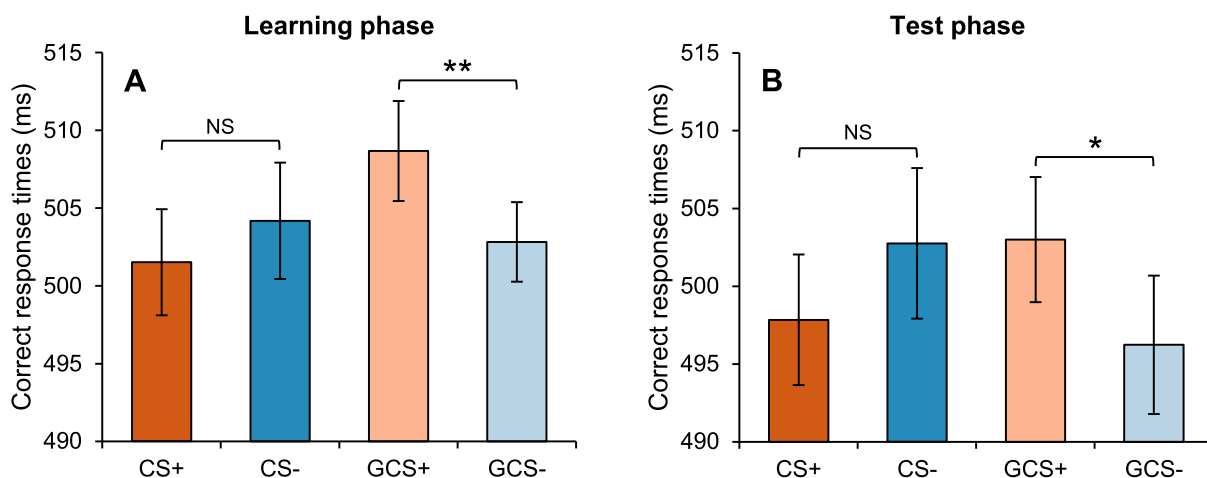 Learning phase
A
Correct response times (ms)
515
510
505
500
495
490
NS
**
CS+
CS-
GCS+
GCS-
Test phase
B
Correct response times (ms)
515
510
505
500
495
490
NS
*
CS+
CS-
GCS+
GCS-